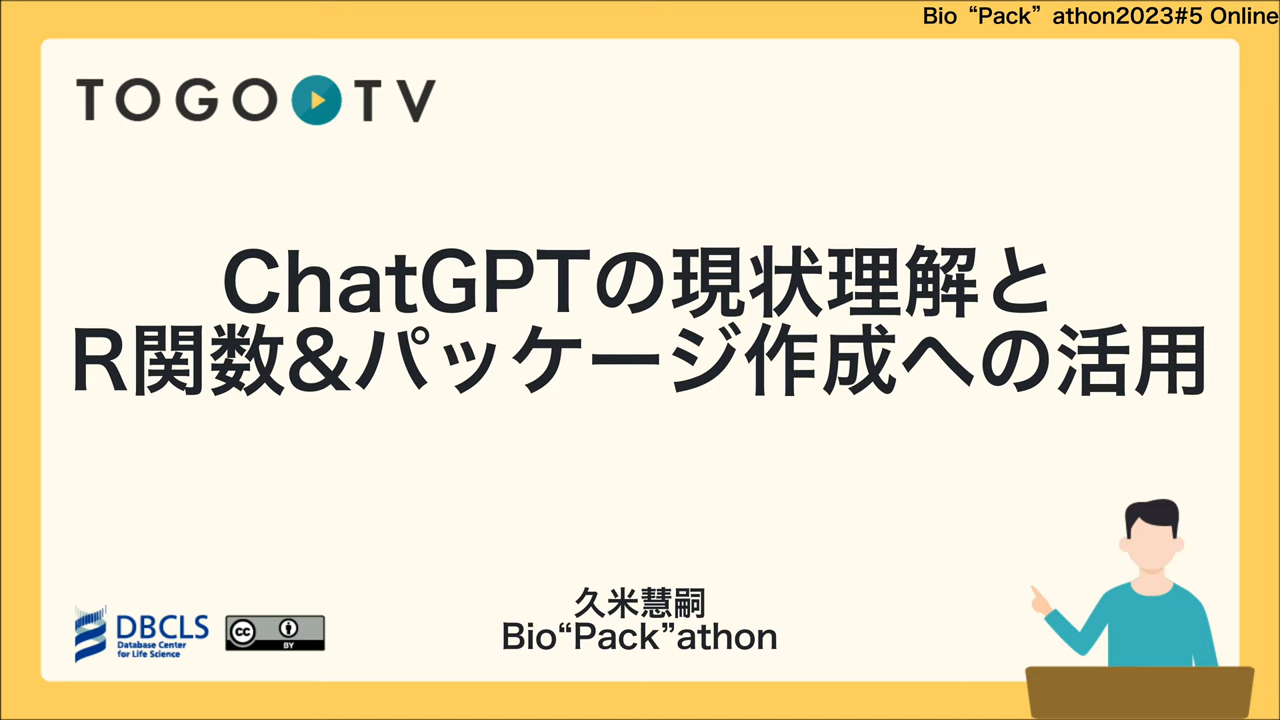 Bio “Pack” athon2023#5 Online
TOGO TV
ChatGPTの現状理解と
R関数&パッケージ作成への活用
久米慧嗣
Bio“Pack”athon
DBCLS
Database Center
for Life Science
cc
BY